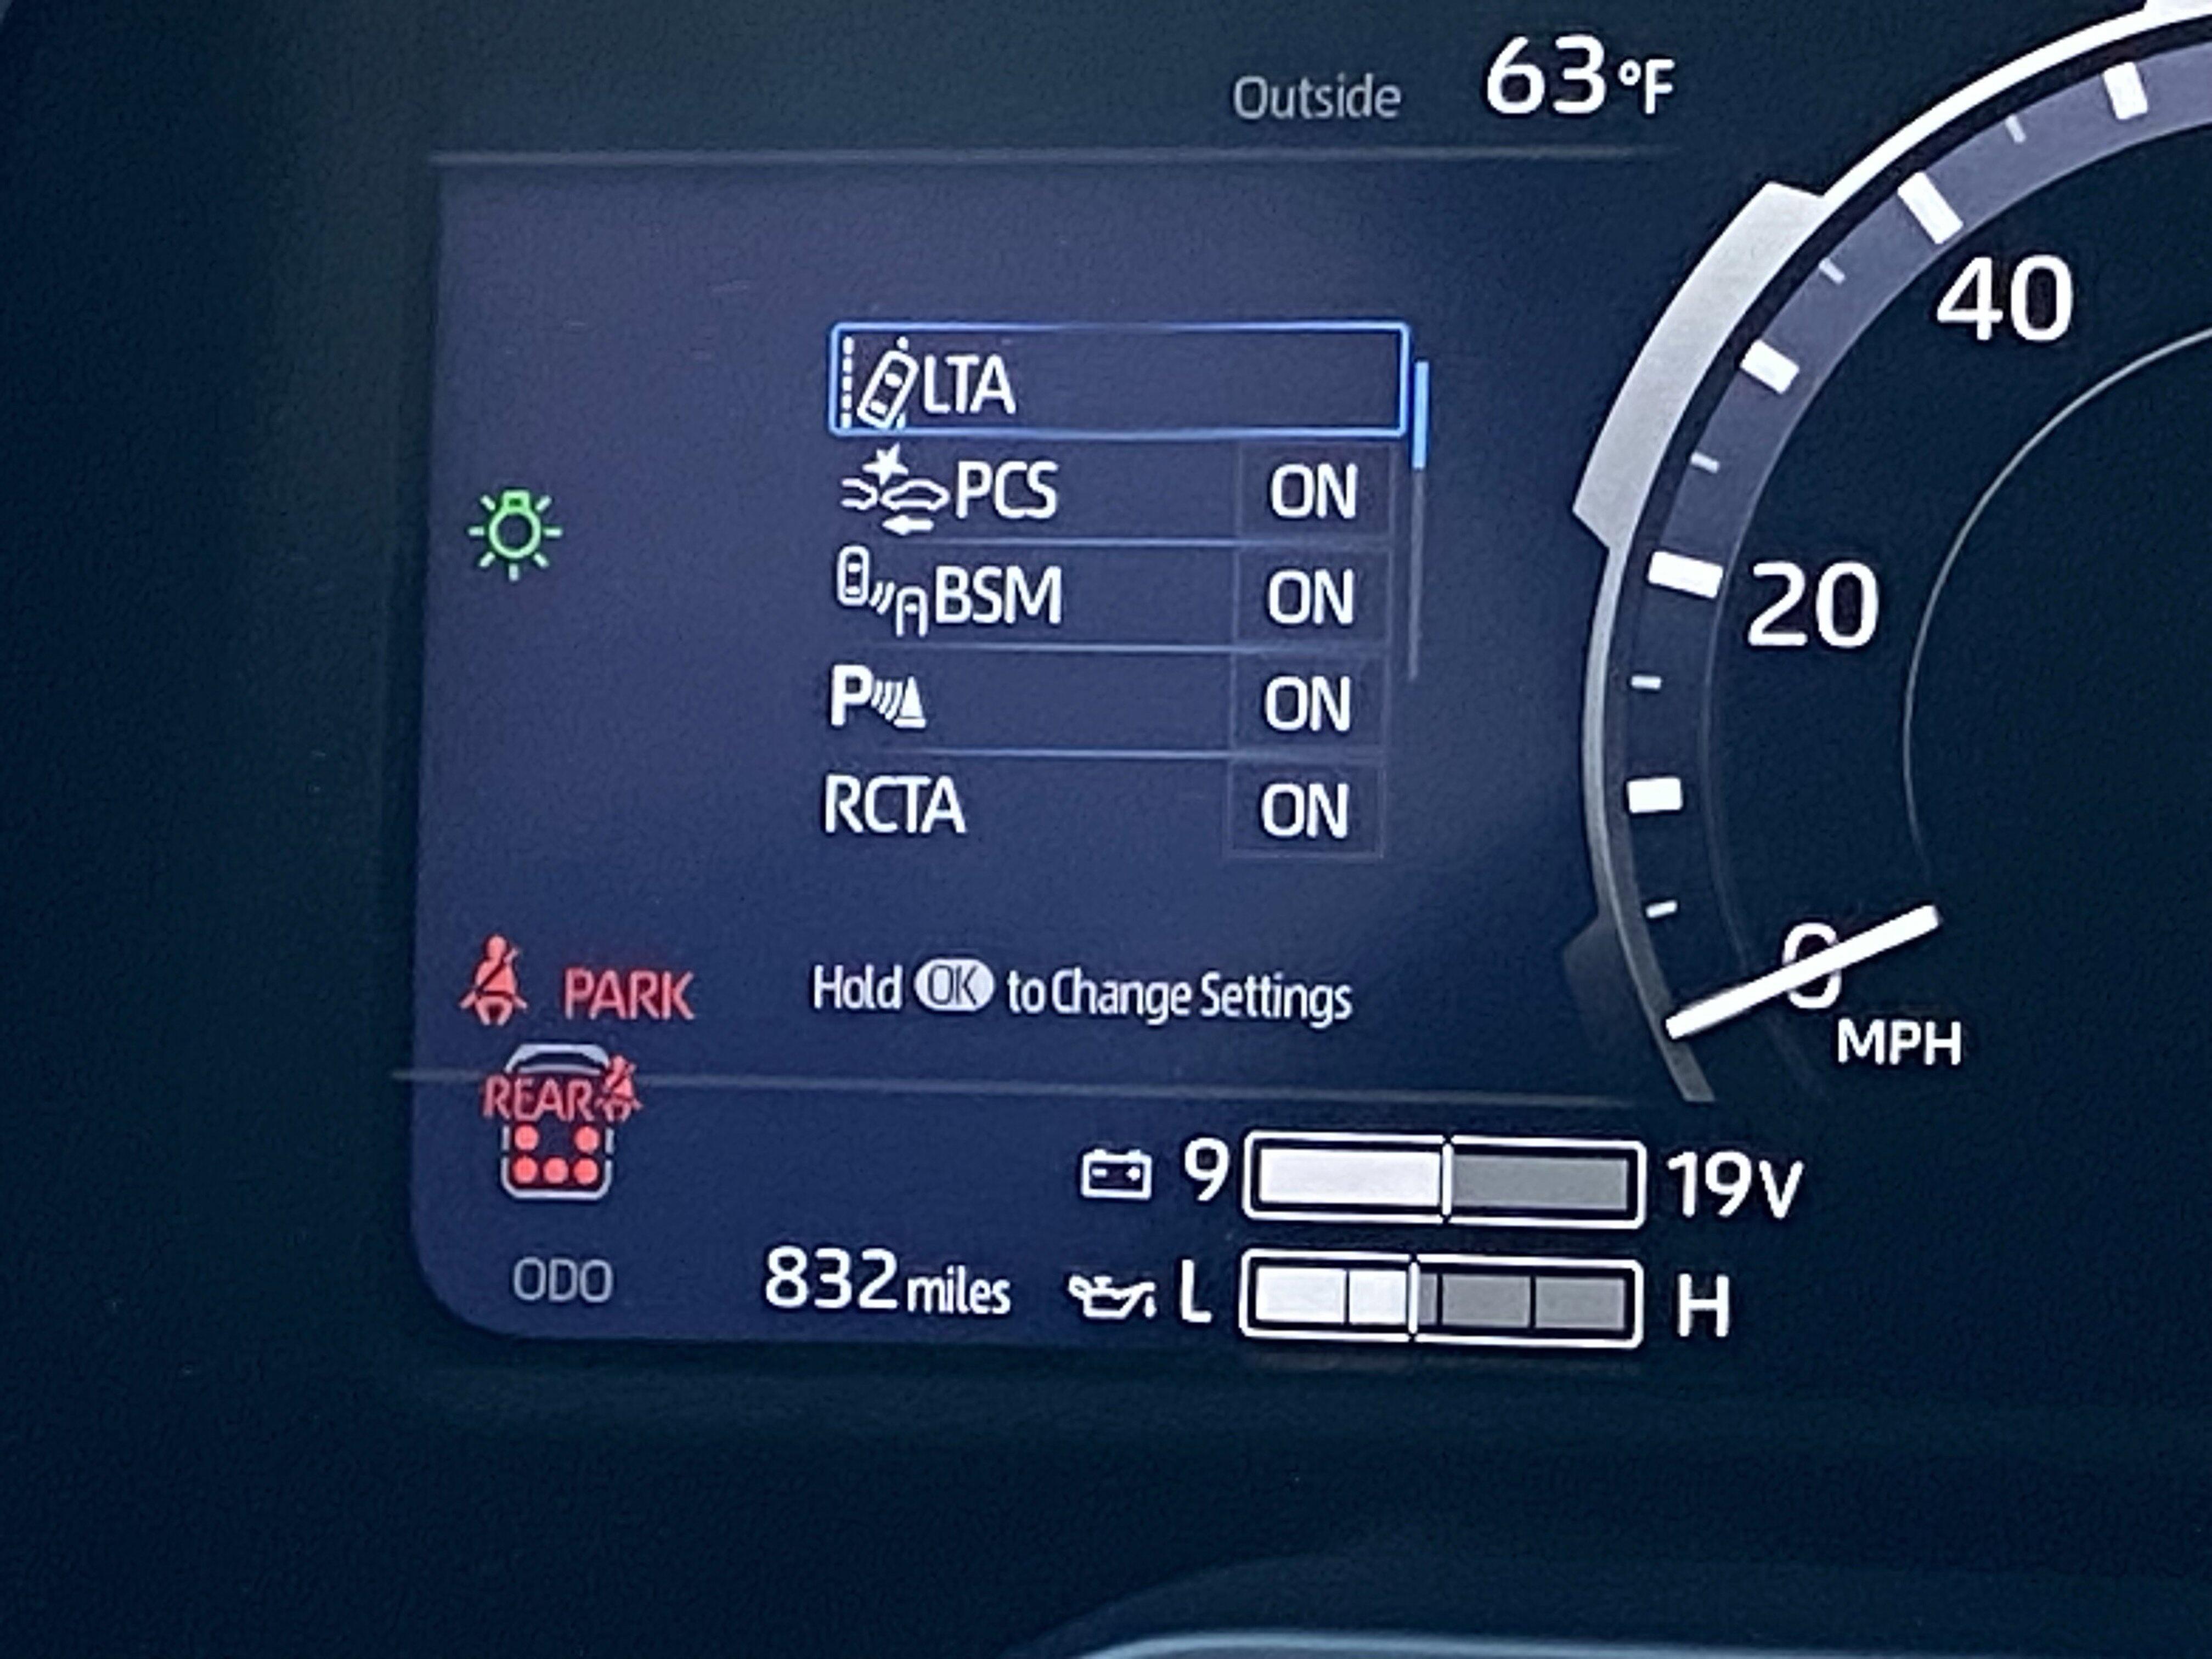 Outside 63°F
LTA
PCS ON
BSM ON
P ON
RCTA ON
Hold OK to Change Settings
PARK
REAR
9 19V
ODO 832 miles L H
40
20
0
MPH